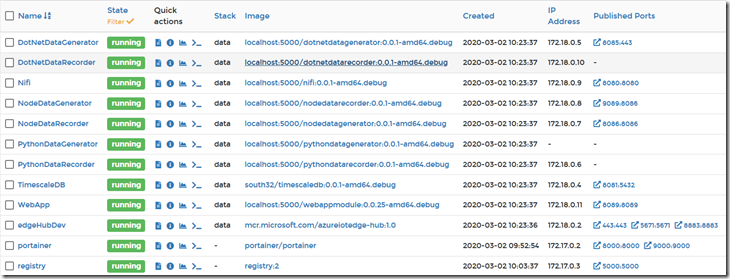 Name State Filter Quick actions Stack Image Created IP Address Published Ports
DotNetDataGenerator running data localhost:5000/dotnetdatagenerator:0.0.1-amd64.debug 2020-03-02 10:23:37 172.18.0.5 8085:443
DotNetDataRecorder running data localhost:5000/dotnetdatarecorder:0.0.1-amd64.debug 2020-03-02 10:23:37 172.18.0.10 -
Nifi running data localhost:5000/nifi:0.0.1-amd64.debug 2020-03-02 10:23:37 172.18.0.9 8080:8080
NodeDataGenerator running data localhost:5000/nodedatarecorder:0.0.1-amd64.debug 2020-03-02 10:23:37 172.18.0.8 9089:8086
NodeDataRecorder running data localhost:5000/nodedatagenerator:0.0.1-amd64.debug 2020-03-02 10:23:37 172.18.0.7 8086:8086
PythonDataGenerator running data localhost:5000/pythondatagenerator:0.0.1-amd64.debug 2020-03-02 10:23:37 - -
PythonDataRecorder running data localhost:5000/pythondatarecorder:0.0.1-amd64.debug 2020-03-02 10:23:37 172.18.0.6 -
TimescaleDB running data south32/timescaledb:0.0.1-amd64.debug 2020-03-02 10:23:37 172.18.0.4 8081:5432
WebApp running data localhost:5000/webappmodule:0.0.25-amd64.debug 2020-03-02 10:23:37 172.18.0.11 8089:8089
edgeHubDev running data mcr.microsoft.com/azureiotedge-hub:1.0 2020-03-02 10:23:36 172.18.0.2 443:443 5671:5671 8883:8883
portainer running - portainer/portainer 2020-03-02 09:52:54 172.17.0.2 8000:8000 9000:9000
registry running - registry:2 2020-03-02 10:03:37 172.17.0.3 5000:5000